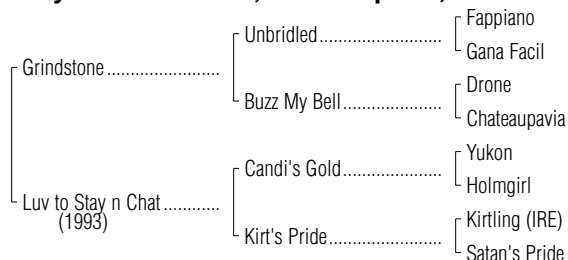 Fappiano
Unbridled
Gana Facil
Grindstone
Drone
Buzz My Bell
Chateaupavia
Yukon
Candi's Gold
Holmgirl
Luv to Stay n Chat
(1993)
Kirtling (IRE)
Kirt's Pride
Satan's Pride